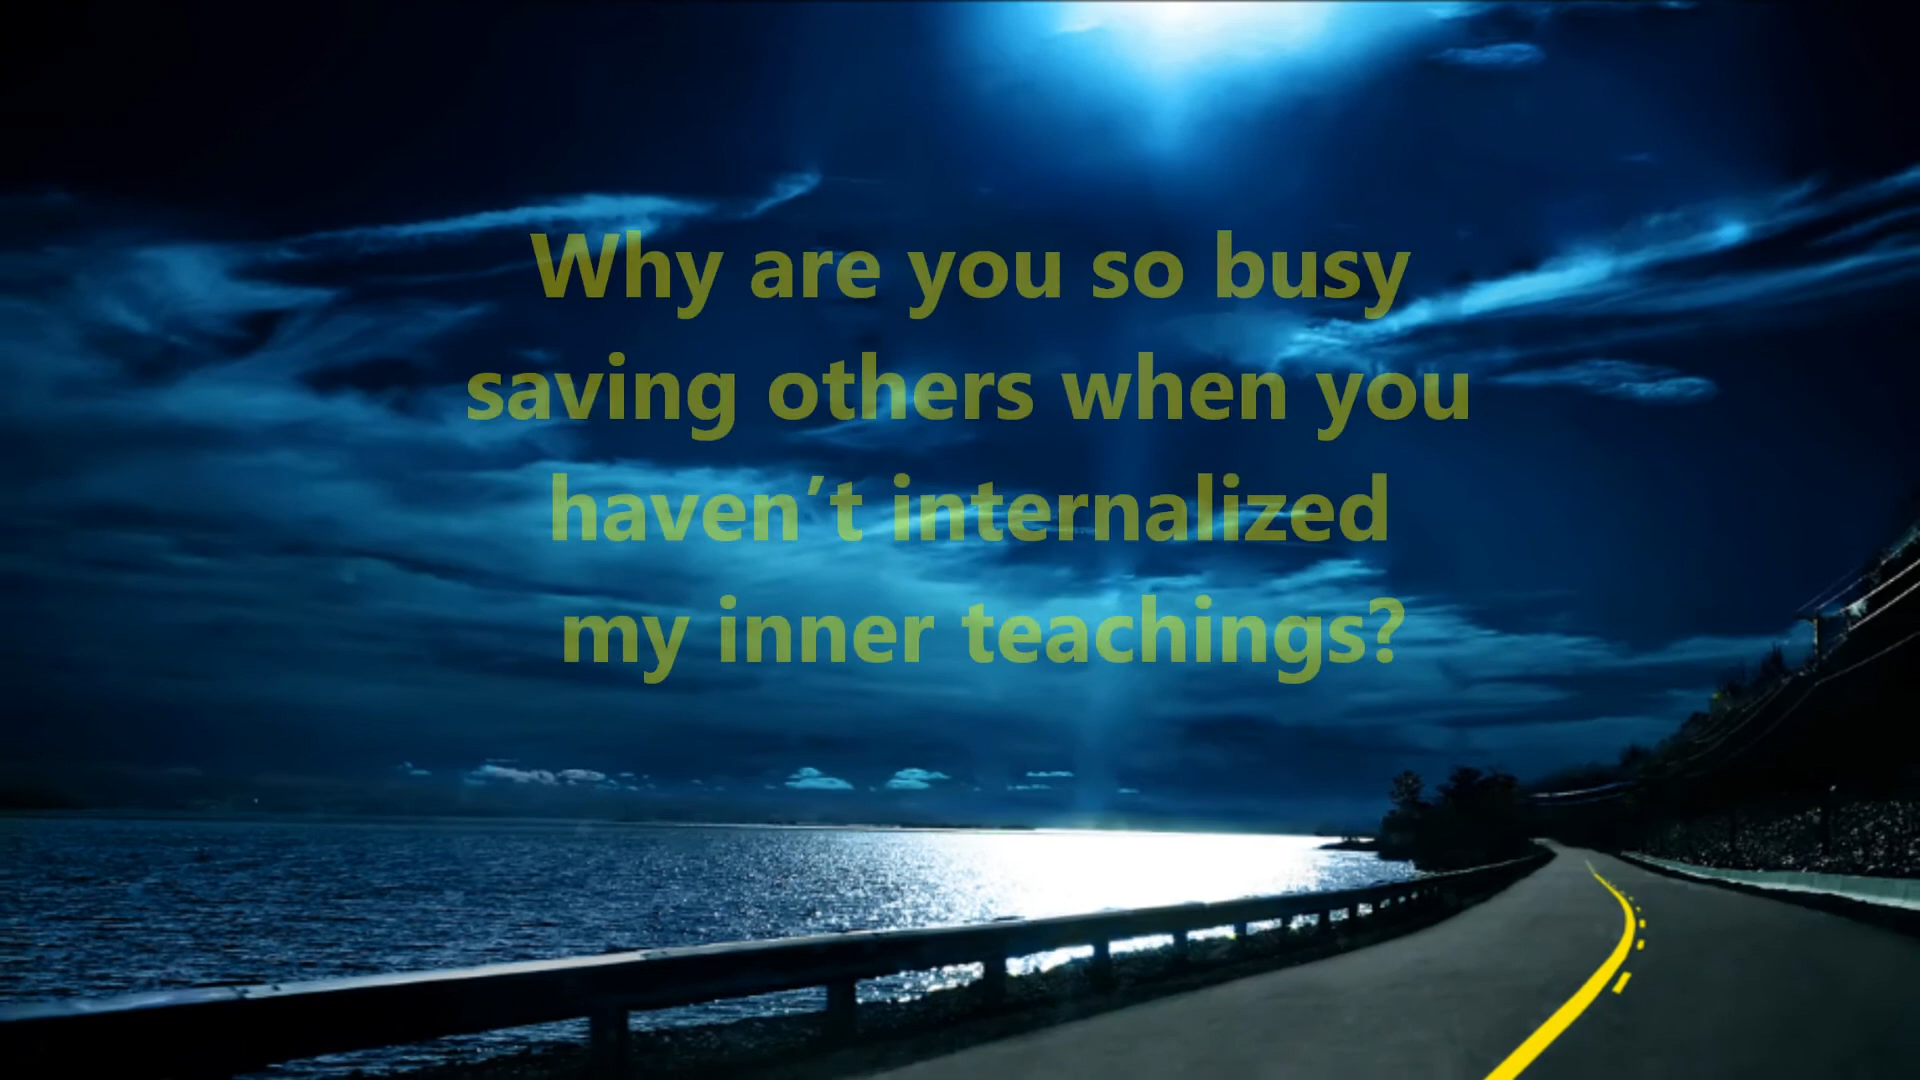 Why are you so busy
saving others when you
haven’t internalized
my inner teachings?